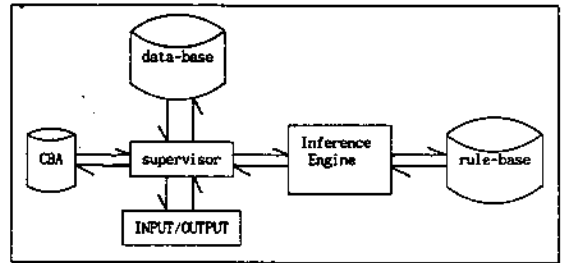 data-base
CBA
supervisor
Inference
Engine
rule-base
INPUT/OUTPUT